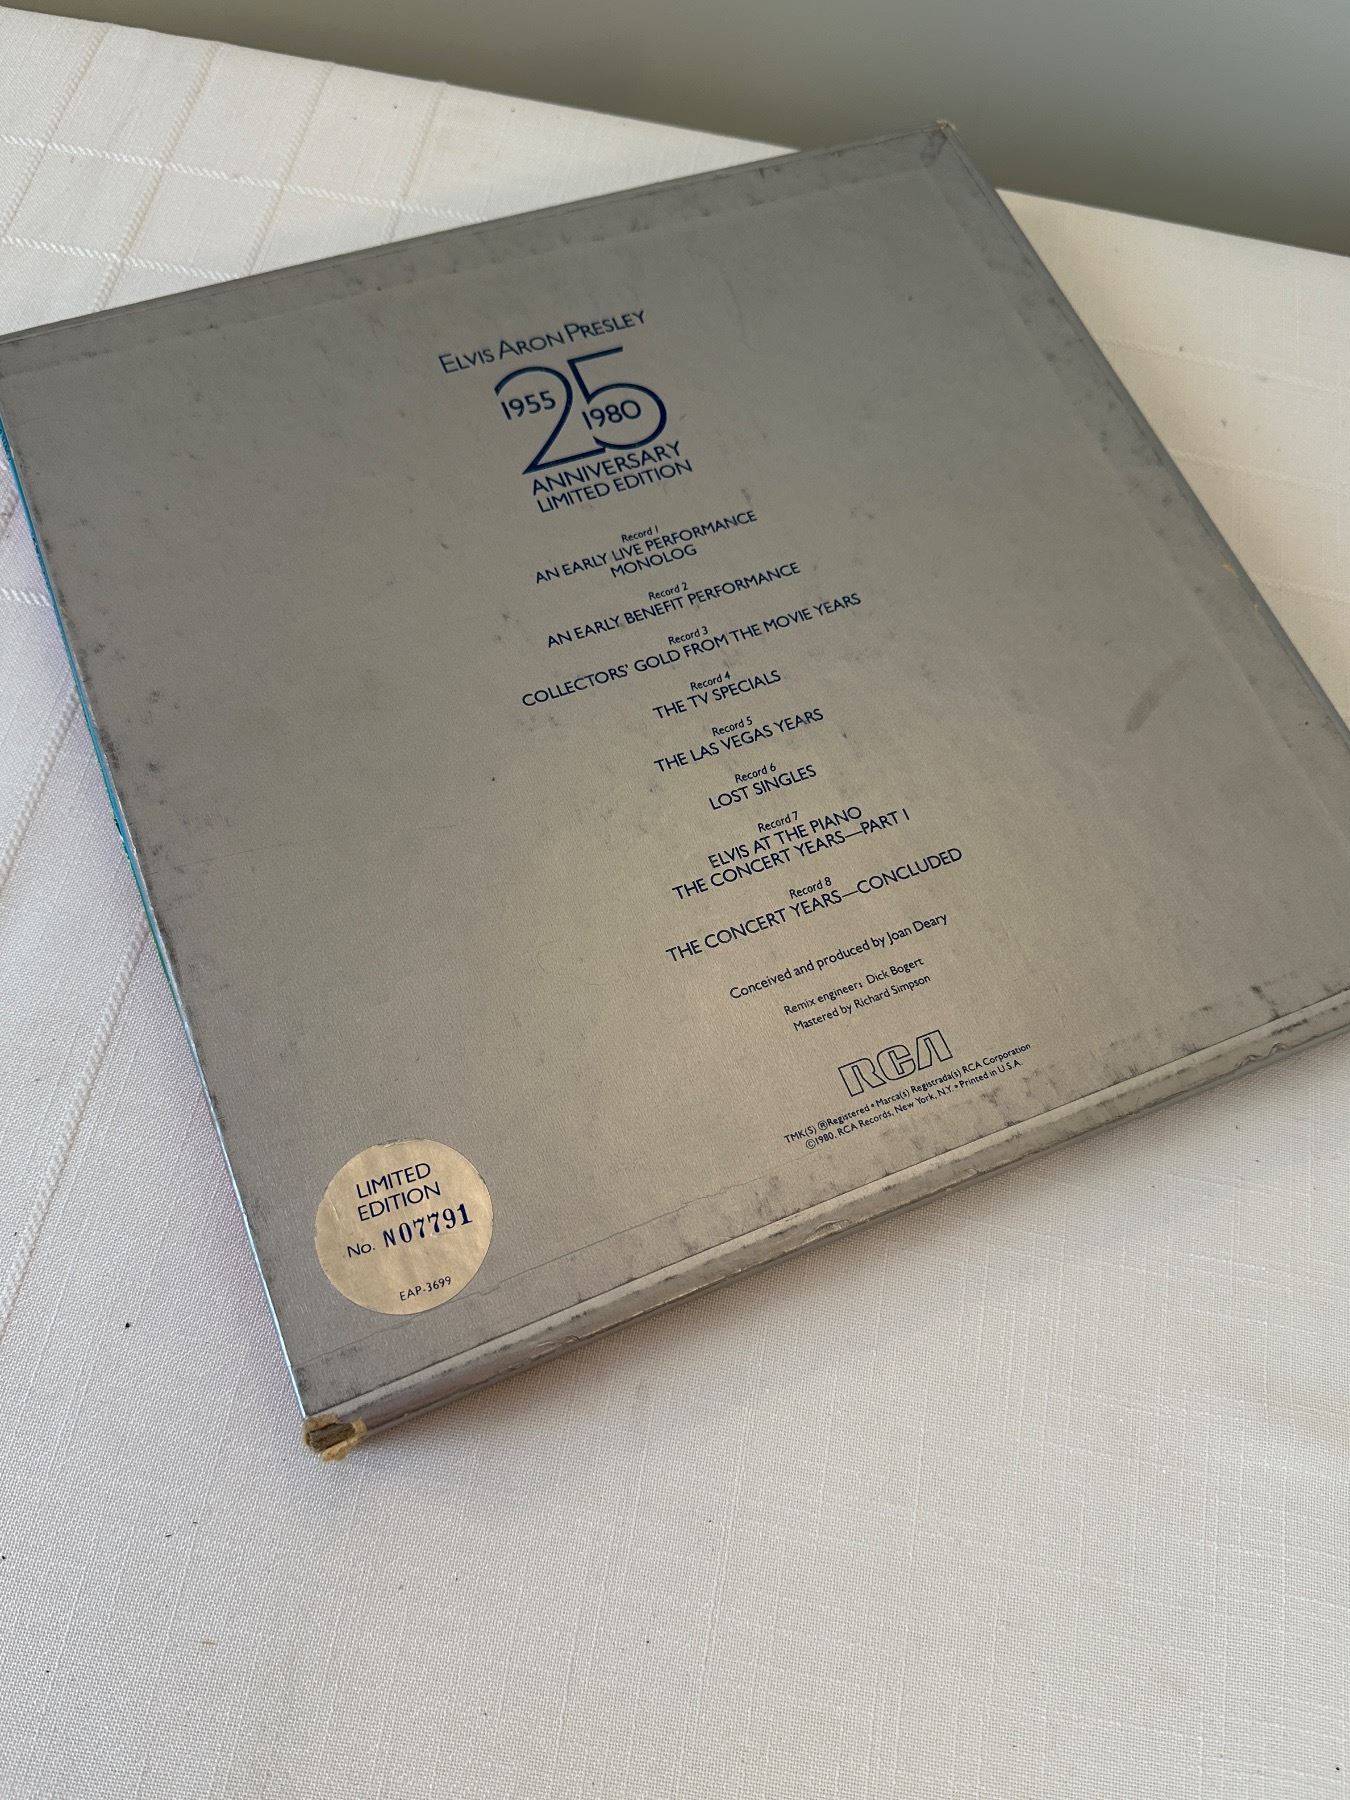 ELVIS ARON PRESLEY
25
1955
1980
ANNIVERSARY
LIMITED EDITION
Record 1
AN EARLY LIVE PERFORMANCE
MONOLOG
Record 2
AN EARLY BENEFIT PERFORMANCE
Record 3
COLLECTORS' GOLD FROM THE MOVIE YEARS
Record 4
THE TV SPECIALS
Record 5
THE LAS VEGAS YEARS
Record 6
LOST SINGLES
Record 7
ELVIS AT THE PIANO
THE CONCERT YEARS—PART I
Record 8
THE CONCERT YEARS—CONCLUDED
Conceived and produced by Joan Deary
Remix engineer: Dick Bogert
Mastered by Richard Simpson
RCA
TMK(S) ®Registered • Marca(s) Registrada(s) RCA Corporation
©1980, RCA Records, New York, N.Y. • Printed in U.S.A.
LIMITED
EDITION
No. N07791
EAP-3699